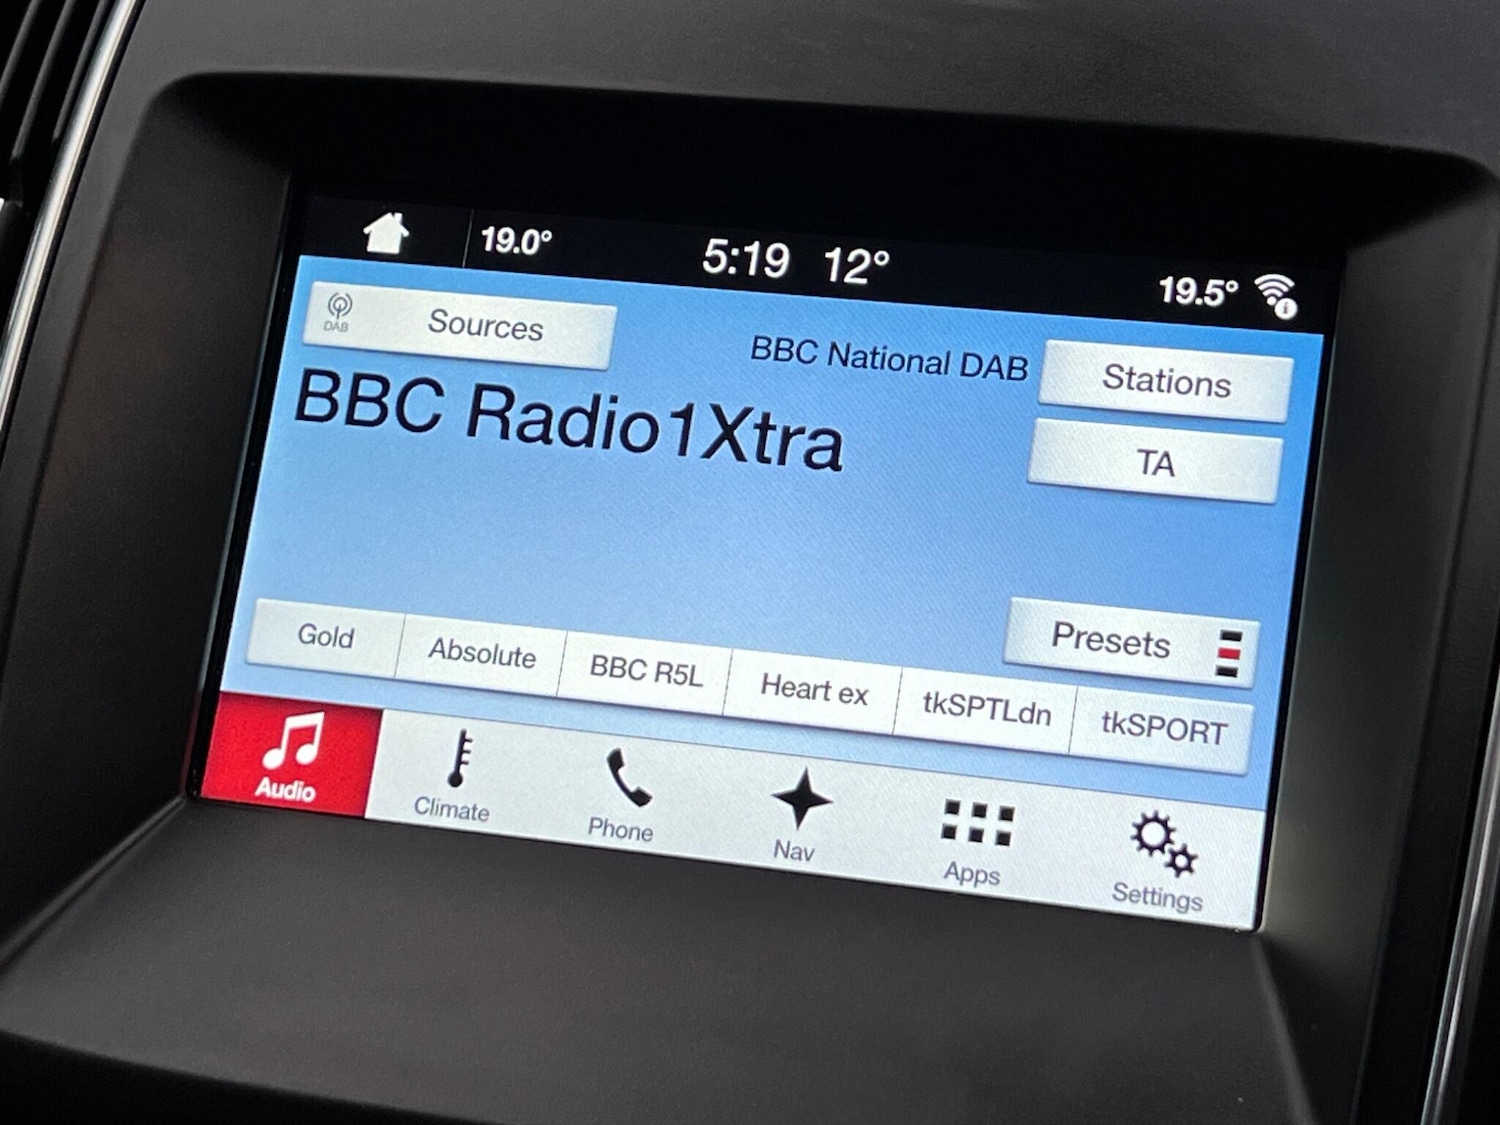 19.0°
5:19 12°
19.5°
DAB
Sources
BBC National DAB
Stations
BBC Radio1Xtra
TA
Presets
Gold
Absolute
BBC R5L
Heart ex
tkSPTLdn
tkSPORT
Audio
Climate
Phone
Nav
Apps
Settings